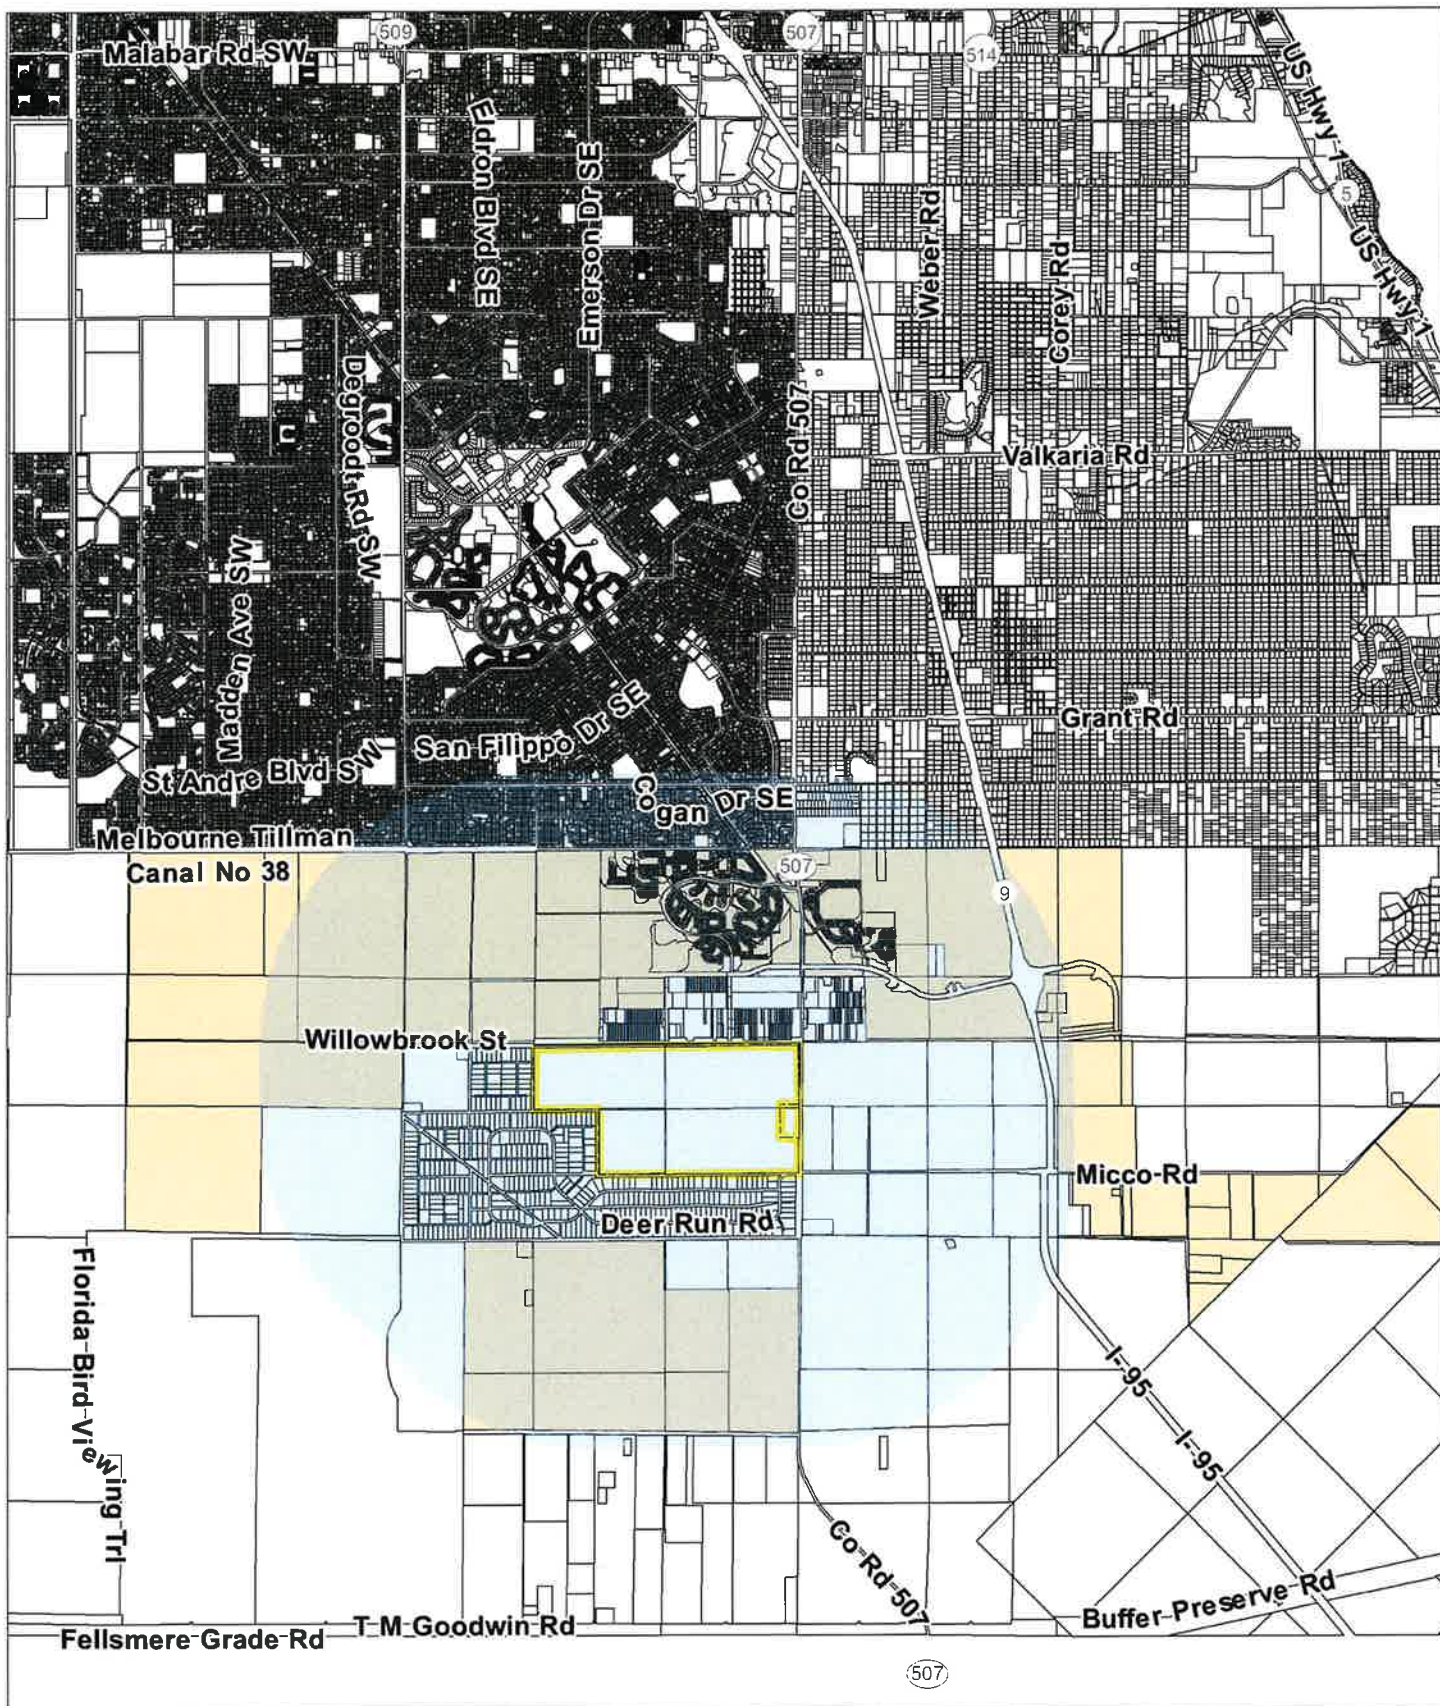 509
507
Malabar Rd SW
514
US Hwy 1
Eldron Blvd SE
Emerson Dr SE
5
Weber Rd
US Hwy 1
Corey Rd
Degroodt Rd SW
Co Rd 507
Valkaria Rd
Madden Ave SW
San Filippo Dr SE
Grant Rd
St Andre Blvd SW
Cogan Dr SE
Melbourne Tillman
Canal No 38
507
9
Willowbrook St
Micco Rd
Deer Run Rd
Florida Bird Viewing Trl
I-95
I-95
Co Rd 507
Buffer Preserve Rd
T M Goodwin Rd
Fellsmere Grade Rd
507